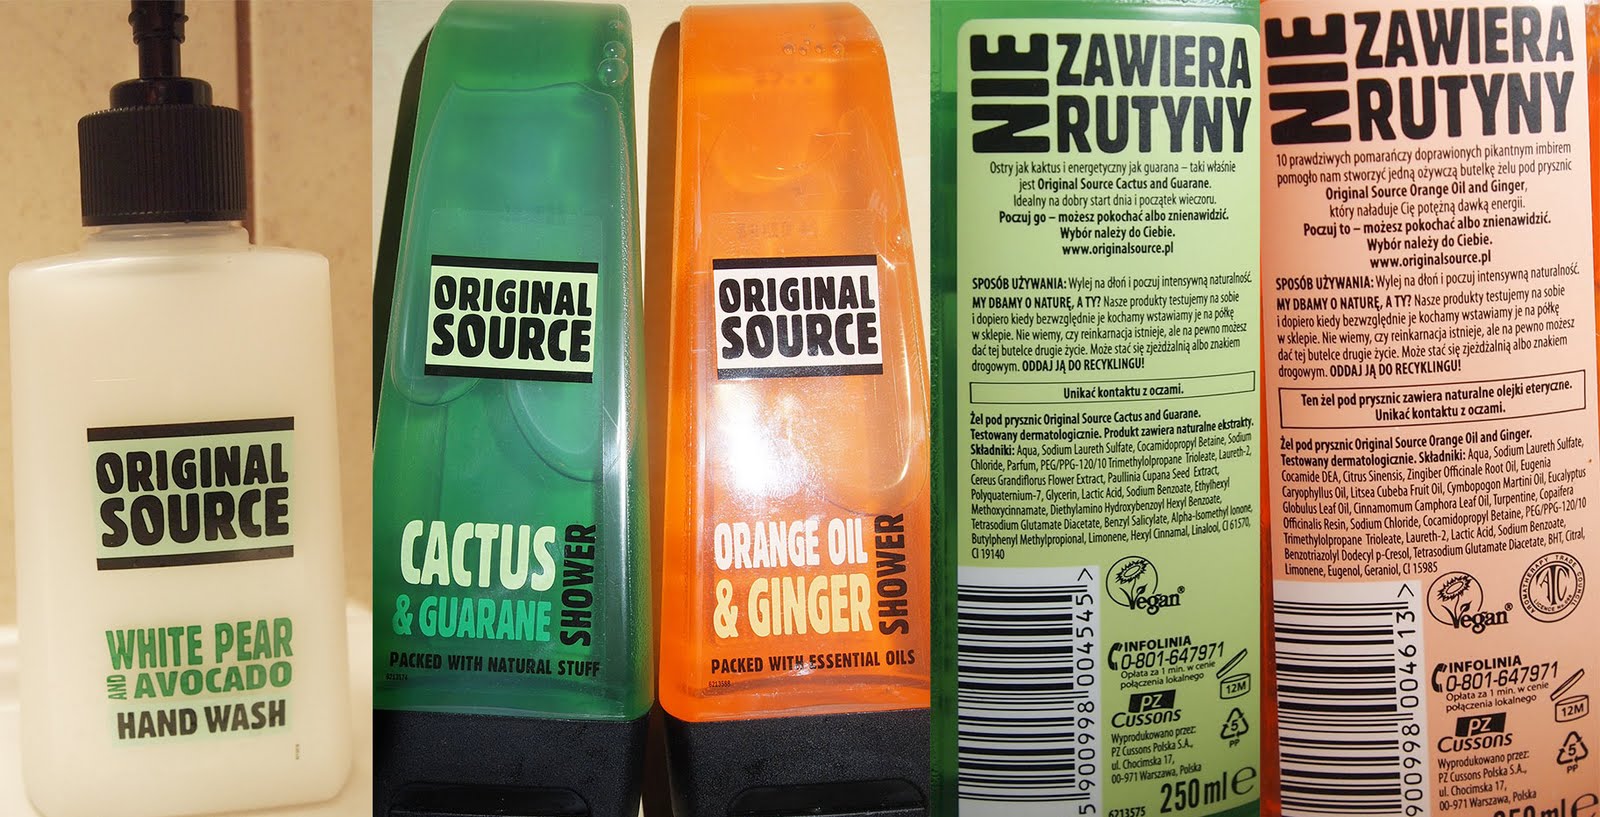 ORIGINAL
SOURCE
WHITE PEAR
AND AVOCADO
HAND WASH
ORIGINAL
SOURCE
CACTUS
& GUARANE
SHOWER
PACKED WITH NATURAL STUFF
ORIGINAL
SOURCE
ORANGE OIL
& GINGER
SHOWER
PACKED WITH ESSENTIAL OILS
NIE
ZAWIERA
RUTYNY
Ostry jak kaktus i energetyczny jak guarana – taki właśnie
jest Original Source Cactus and Guarane.
Idealny na dobry start dnia i początek wieczoru.
Poczuj go – możesz pokochać albo znienawidzić.
Wybór należy do Ciebie.
www.originalsource.pl
SPOSÓB UŻYWANIA: Wylej na dłoń i poczuj intensywną naturalność.
MY DBAMY O NATURĘ, A TY? Nasze produkty testujemy na sobie
i dopiero kiedy bezwzględnie je kochamy wstawiamy je na półkę
w sklepie. Nie wiemy, czy reinkarnacja istnieje, ale na pewno możesz
dać tej butelce drugie życie. Może stać się zjeżdżalnią albo znakiem
drogowym. ODDAJ JĄ DO RECYKLINGU!
Unikać kontaktu z oczami.
Żel pod prysznic Original Source Cactus and Guarane.
Testowany dermatologicznie. Produkt zawiera naturalne ekstrakty.
Składniki: Aqua, Sodium Laureth Sulfate, Cocamidopropyl Betaine, Sodium
Chloride, Parfum, PEG/PPG-120/10 Trimethylolpropane Trioleate, Laureth-2,
Cereus Grandiflorus Flower Extract, Paullinia Cupana Seed Extract,
Polyquaternium-7, Glycerin, Lactic Acid, Sodium Benzoate, Ethylhexyl
Methoxycinnamate, Diethylamino Hydroxybenzoyl Hexyl Benzoate,
Tetrasodium Glutamate Diacetate, Benzyl Salicylate, Alpha-Isomethyl Ionone,
Butylphenyl Methylpropional, Limonene, Hexyl Cinnamal, Linalool, CI 61570,
CI 19140
Vegan
5 900998 004545 >
INFOLINIA
0-801-647971
Opłata za 1 min. w cenie
połączenia lokalnego
12M
PZ
Cussons
Wyprodukowano przez:
PZ Cussons Polska S.A.,
ul. Chocimska 17,
00-971 Warszawa, Polska
5
PP
6213575
250 ml e
NIE
ZAWIERA
RUTYNY
10 prawdziwych pomarańczy doprawionych pikantnym imbirem
pomogło nam stworzyć jedną ożywczą butelkę żelu pod prysznic
Original Source Orange Oil and Ginger,
który naładuje Cię potężną dawką energii.
Poczuj to – możesz pokochać albo znienawidzić.
Wybór należy do Ciebie.
www.originalsource.pl
SPOSÓB UŻYWANIA: Wylej na dłoń i poczuj intensywną naturalność.
MY DBAMY O NATURĘ, A TY? Nasze produkty testujemy na sobie
i dopiero kiedy bezwzględnie je kochamy wstawiamy je na półkę
w sklepie. Nie wiemy, czy reinkarnacja istnieje, ale na pewno możesz
dać tej butelce drugie życie. Może stać się zjeżdżalnią albo znakiem
drogowym. ODDAJ JĄ DO RECYKLINGU!
Ten żel pod prysznic zawiera naturalne olejki eteryczne.
Unikać kontaktu z oczami.
Żel pod prysznic Original Source Orange Oil and Ginger.
Testowany dermatologicznie. Składniki: Aqua, Sodium Laureth Sulfate,
Cocamide DEA, Citrus Sinensis, Zingiber Officinale Root Oil, Eugenia
Caryophyllus Oil, Litsea Cubeba Fruit Oil, Cymbopogon Martini Oil, Eucalyptus
Globulus Leaf Oil, Cinnamomum Camphora Leaf Oil, Turpentine, Copaifera
Officinalis Resin, Sodium Chloride, Cocamidopropyl Betaine, PEG/PPG-120/10
Trimethylolpropane Trioleate, Laureth-2, Lactic Acid, Sodium Benzoate,
Benzotriazolyl Dodecyl p-Cresol, Tetrasodium Glutamate Diacetate, BHT, Citral,
Limonene, Eugenol, Geraniol, CI 15985
Vegan
AROMATHERAPY TRADE COUNCIL
ATC
900998 004613 >
INFOLINIA
0-801-647971
Opłata za 1 min. w cenie
połączenia lokalnego
12M
PZ
Cussons
Wyprodukowano przez:
PZ Cussons Polska S.A.,
ul. Chocimska 17,
00-971 Warszawa, Polska
5
PP
250 ml e